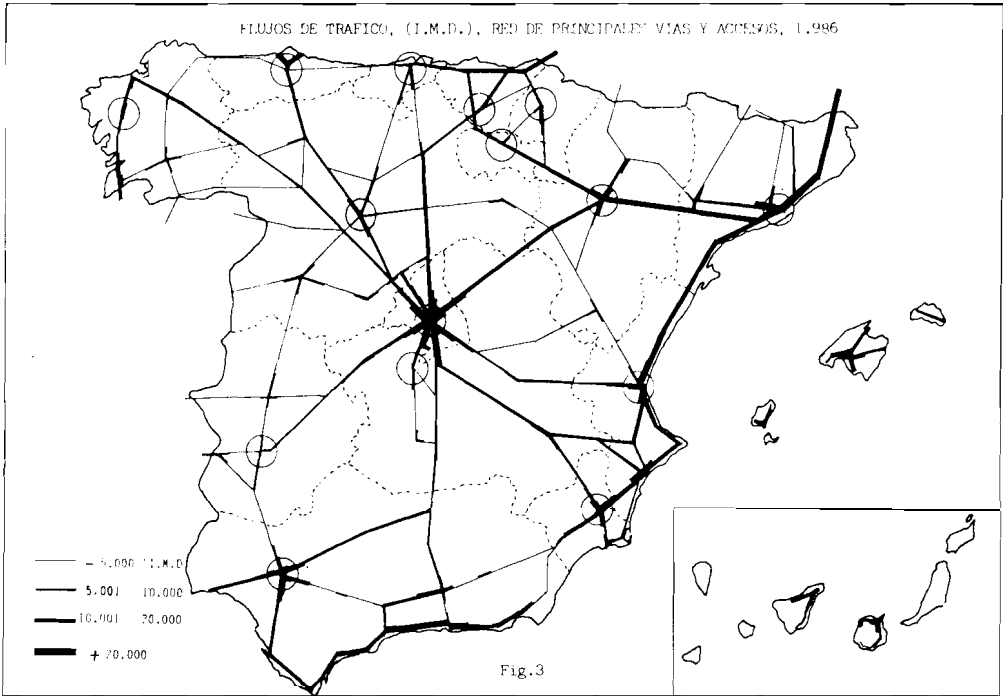 FLUJOS DE TRAFICO, (I.M.D.), RED DE PRINCIPALES VIAS Y ACCESOS, 1.986
- 5.000 I.M.D
5.001 10.000
10.001 20.000
+ 20.000
Fig.3